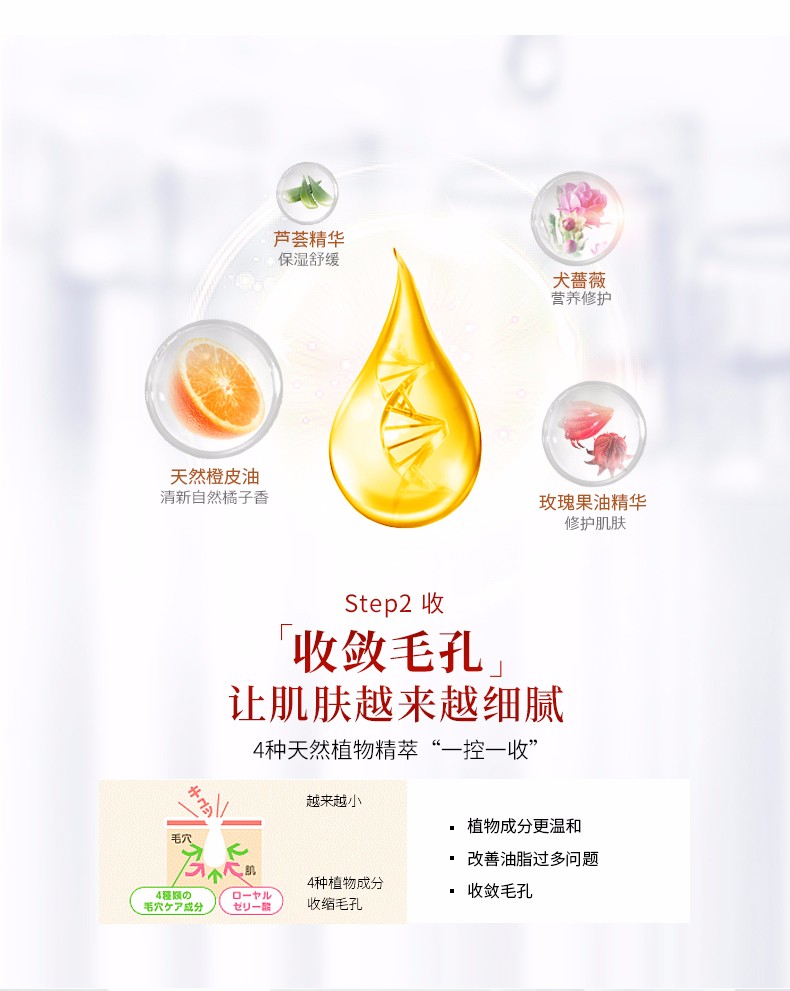 芦荟精华
保湿舒缓
犬蔷薇
营养修护
天然橙皮油
清新自然橘子香
玫瑰果油精华
修护肌肤
Step2 收
「收敛毛孔」
让肌肤越来越细腻
4种天然植物精萃“一控一收”
キュッ
毛穴
肌
4種類の
毛穴ケア成分
ローヤル
ゼリー酸
越来越小
4种植物成分
收缩毛孔
▪ 植物成分更温和
▪ 改善油脂过多问题
▪ 收敛毛孔